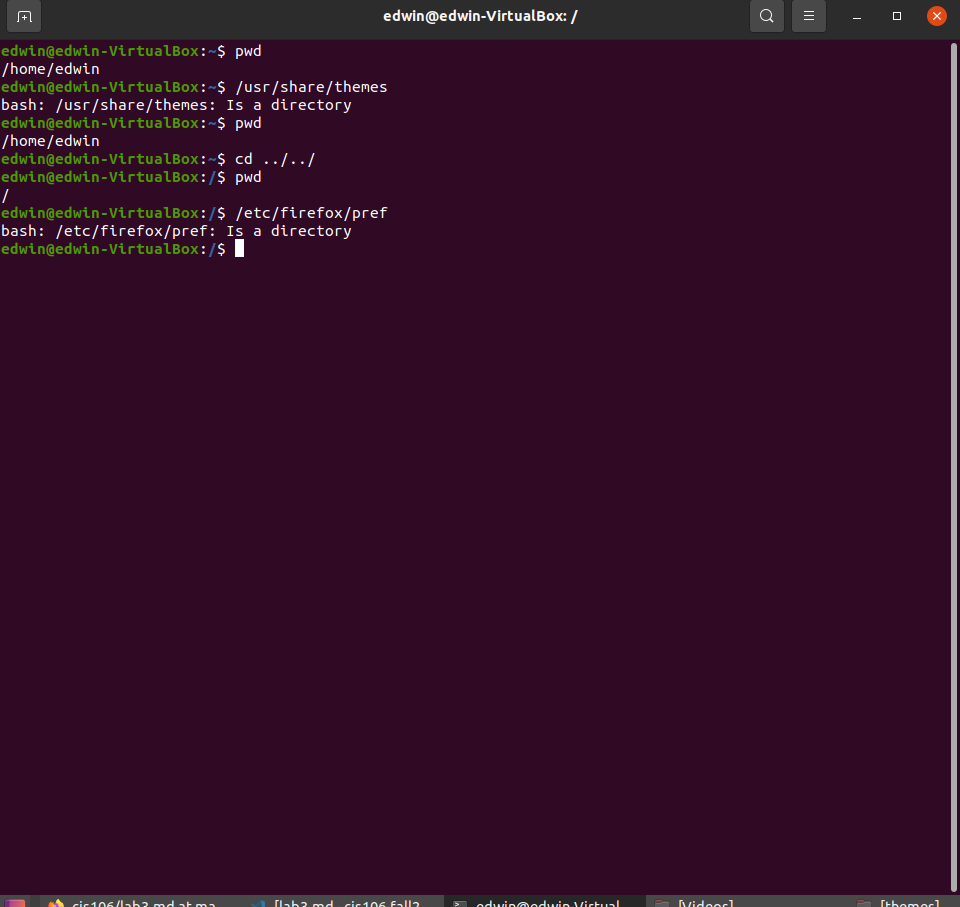 edwin@edwin-VirtualBox: /
edwin@edwin-VirtualBox:~$ pwd
/home/edwin
edwin@edwin-VirtualBox:~$ /usr/share/themes
bash: /usr/share/themes: Is a directory
edwin@edwin-VirtualBox:~$ pwd
/home/edwin
edwin@edwin-VirtualBox:~$ cd ../../
edwin@edwin-VirtualBox:/$ pwd
/
edwin@edwin-VirtualBox:/$ /etc/firefox/pref
bash: /etc/firefox/pref: Is a directory
edwin@edwin-VirtualBox:/$
cis106/lab3.md at ma... [lab3.md - cis106 fall2... edwin@edwin-Virtual... [Videos] [themes]